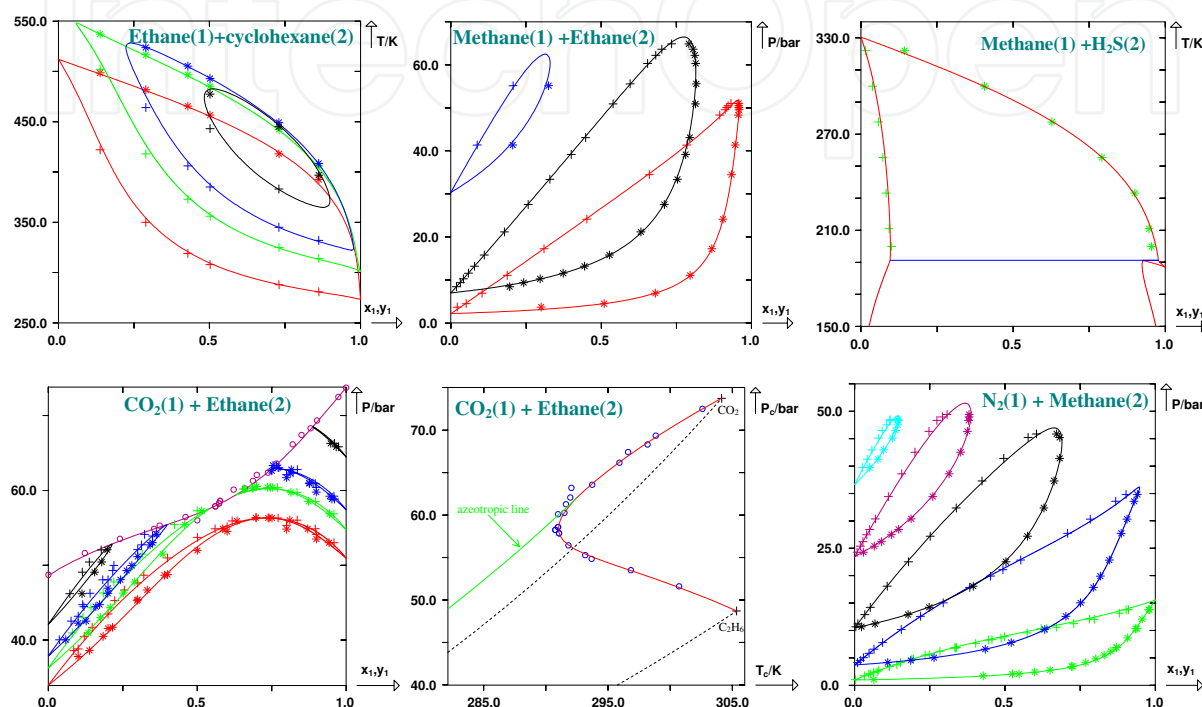 InTechOpen
550.0
Ethane(1)+cyclohexane(2)
T/K
450.0
350.0
250.0
x₁,y₁
0.0
0.5
1.0
Methane(1) +Ethane(2)
P/bar
60.0
40.0
20.0
0.0
x₁,y₁
0.0
0.5
1.0
330.0
Methane(1) +H₂S(2)
T/K
270.0
210.0
150.0
x₁,y₁
0.0
0.5
1.0
CO₂(1) + Ethane(2)
P/bar
60.0
40.0
x₁,y₁
0.0
0.5
1.0
CO₂(1) + Ethane(2)
P_c/bar
CO₂
70.0
60.0
azeotropic line
50.0
C₂H₆
40.0
T_c/K
285.0
295.0
305.0
50.0
N₂(1) + Methane(2)
P/bar
25.0
0.0
x₁,y₁
0.0
0.5
1.0